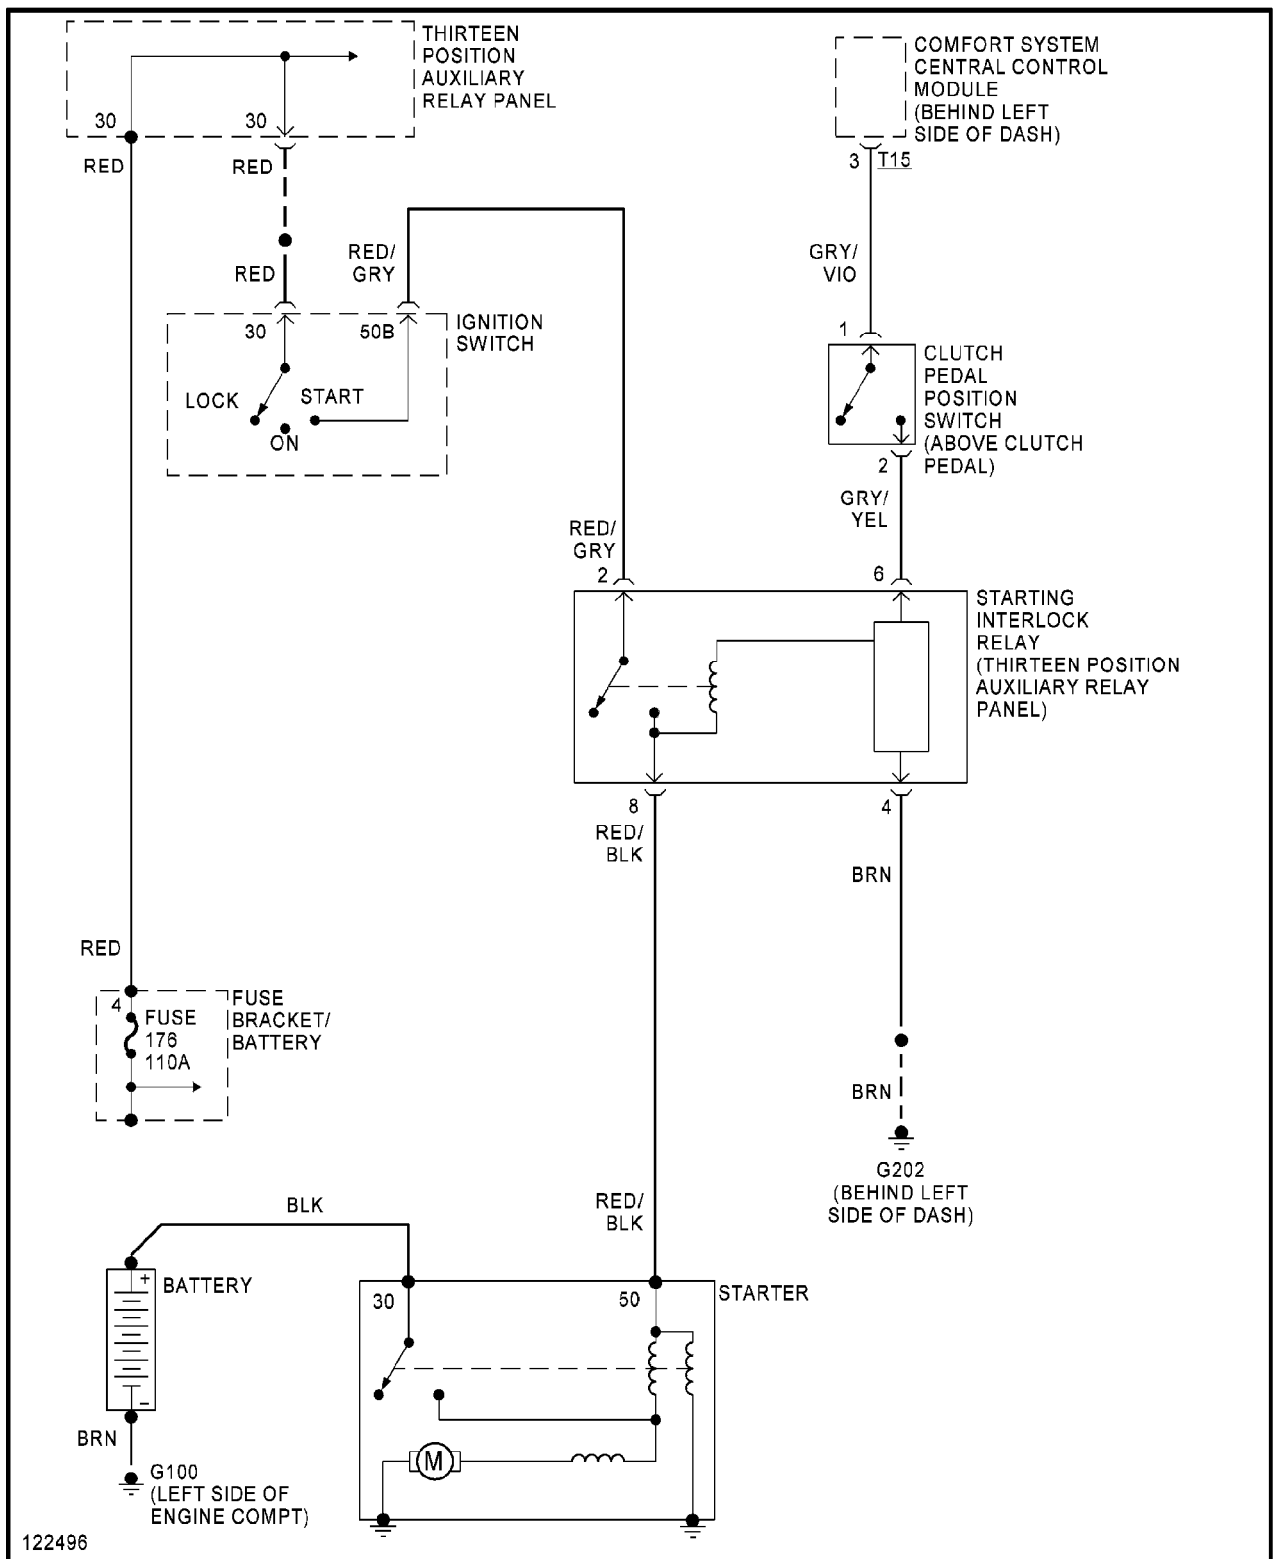 THIRTEEN
POSITION
AUXILIARY
RELAY PANEL
COMFORT SYSTEM
CENTRAL CONTROL
MODULE
(BEHIND LEFT
SIDE OF DASH)
30
30
RED
RED
3 T15
RED/
GRY
GRY/
VIO
RED
30
50B
IGNITION
SWITCH
LOCK
START
ON
1
CLUTCH
PEDAL
POSITION
SWITCH
(ABOVE CLUTCH
PEDAL)
2
GRY/
YEL
RED/
GRY
2
6
STARTING
INTERLOCK
RELAY
(THIRTEEN POSITION
AUXILIARY RELAY
PANEL)
8
RED/
BLK
4
BRN
RED
4
FUSE
176
110A
FUSE
BRACKET/
BATTERY
BRN
G202
(BEHIND LEFT
SIDE OF DASH)
BLK
RED/
BLK
+
BATTERY
–
30
50
STARTER
M
BRN
G100
(LEFT SIDE OF
ENGINE COMPT)
122496